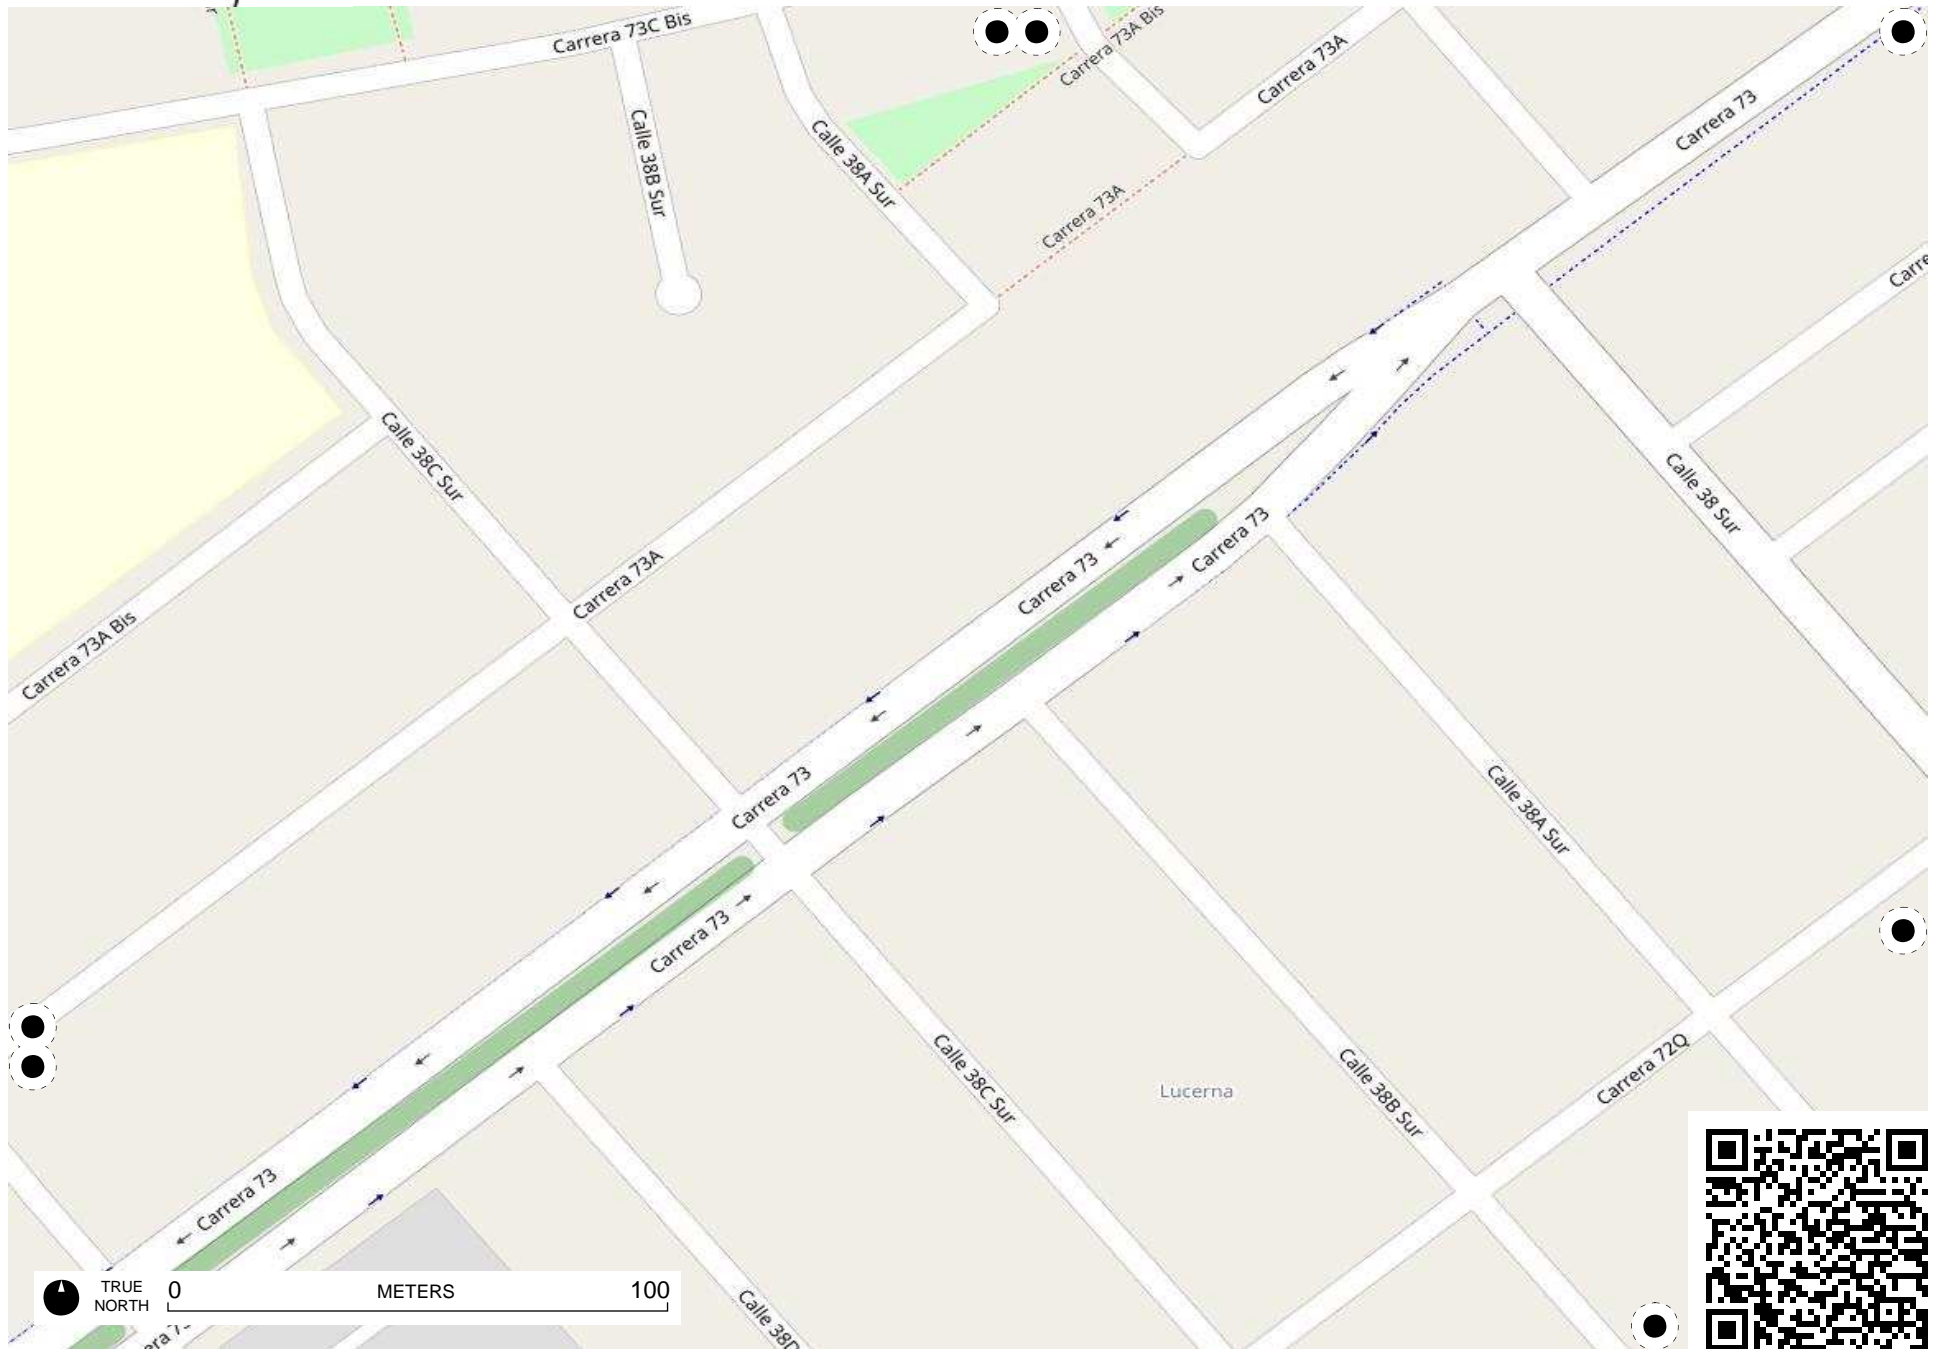 Carrera 73C Bis
Carrera 73A Bis
Carrera 73A
Carrera 73
Calle 38B Sur
Calle 38A Sur
Carrera 73A
Calle 38C Sur
Calle 38 Sur
Carrera 73
Carrera 73
Carrera 73A
Carrera 73A Bis
Carrera 73
Calle 38A Sur
Carrera 73
Calle 38C Sur
Calle 38B Sur
Carrera 72Q
Lucerna
Carrera 73
TRUE
NORTH
0
METERS
100